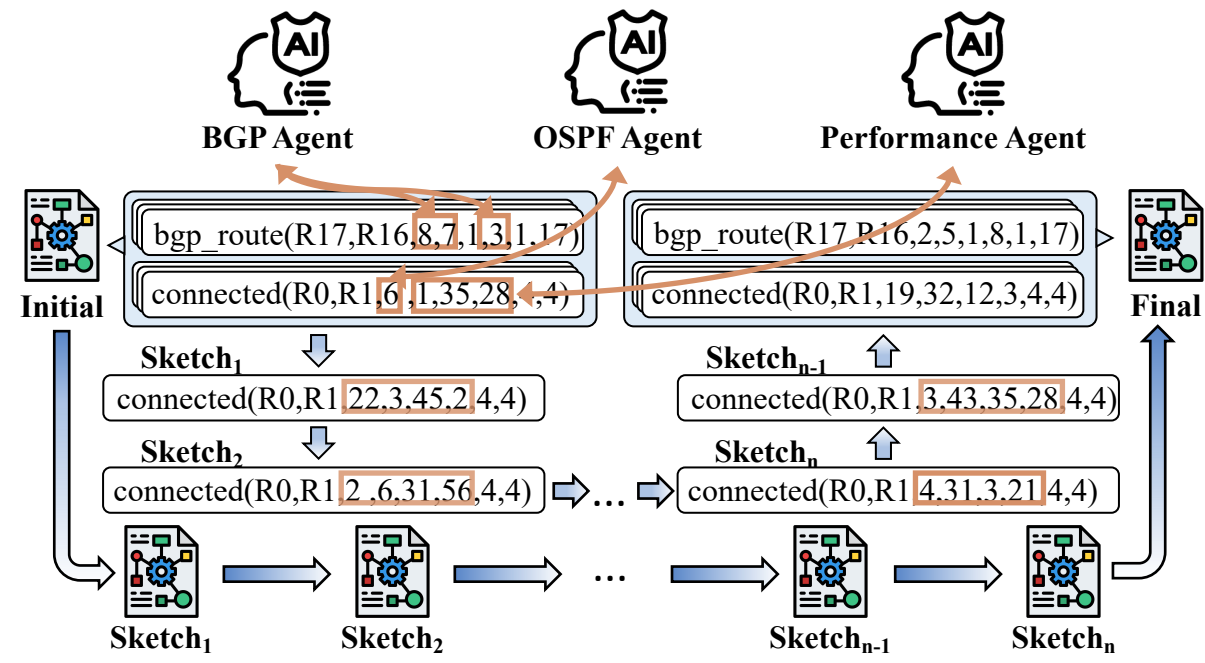 AI
AI
AI
BGP Agent
OSPF Agent
Performance Agent
bgp_route(R17,R16,8,7,1,3,1,17)
bgp_route(R17,R16,2,5,1,8,1,17)
connected(R0,R1,6 ,1,35,28,4,4)
connected(R0,R1,19,32,12,3,4,4)
Initial
Final
Sketch1
Sketchn-1
connected(R0,R1,22,3,45,2,4,4)
connected(R0,R1,3,43,35,28,4,4)
Sketch2
Sketchn
connected(R0,R1,2 ,6,31,56,4,4)
...
connected(R0,R1,4,31,3,21,4,4)
...
Sketch1
Sketch2
Sketchn-1
Sketchn